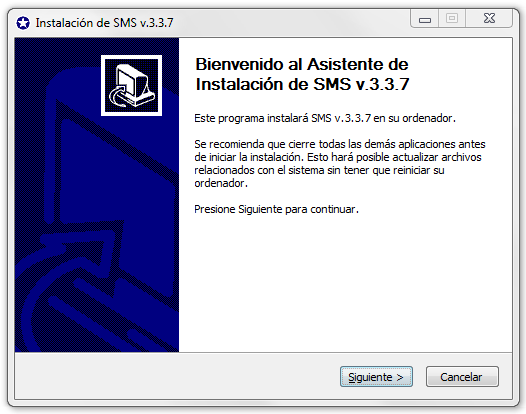 Instalación de SMS v.3.3.7
Bienvenido al Asistente de
Instalación de SMS v.3.3.7
Este programa instalará SMS v.3.3.7 en su ordenador.
Se recomienda que cierre todas las demás aplicaciones antes
de iniciar la instalación. Esto hará posible actualizar archivos
relacionados con el sistema sin tener que reiniciar su
ordenador.
Presione Siguiente para continuar.
Siguiente >
Cancelar